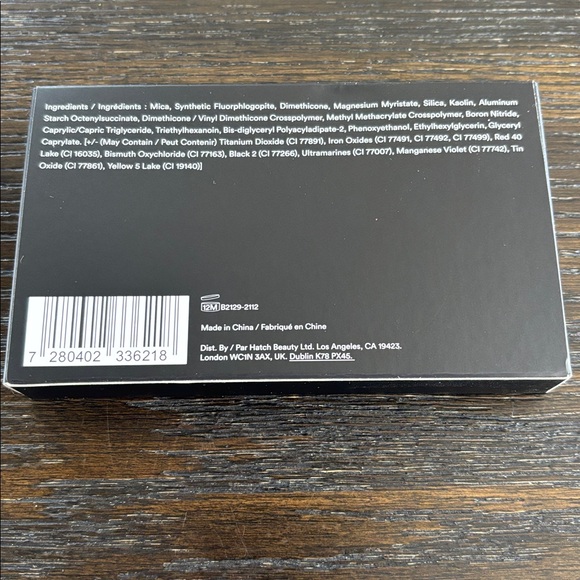 Ingredients / Ingrédients : Mica, Synthetic Fluorphlogopite, Dimethicone, Magnesium Myristate, Silica, Kaolin, Aluminum
Starch Octenylsuccinate, Dimethicone / Vinyl Dimethicone Crosspolymer, Methyl Methacrylate Crosspolymer, Boron Nitride,
Caprylic/Capric Triglyceride, Triethylhexanoin, Bis-diglyceryl Polyacyladipate-2, Phenoxyethanol, Ethylhexylglycerin, Glyceryl
Caprylate. [+/- (May Contain / Peut Contenir) Titanium Dioxide (CI 77891), Iron Oxides (CI 77491, CI 77492, CI 77499), Red 40
Lake (CI 16035), Bismuth Oxychloride (CI 77163), Black 2 (CI 77266), Ultramarines (CI 77007), Manganese Violet (CI 77742), Tin
Oxide (CI 77861), Yellow 5 Lake (CI 19140)]
12M B2129-2112
Made in China / Fabriqué en Chine
Dist. By / Par Hatch Beauty Ltd. Los Angeles, CA 19423.
London WC1N 3AX, UK. Dublin K78 PX45.
7 280402 336218